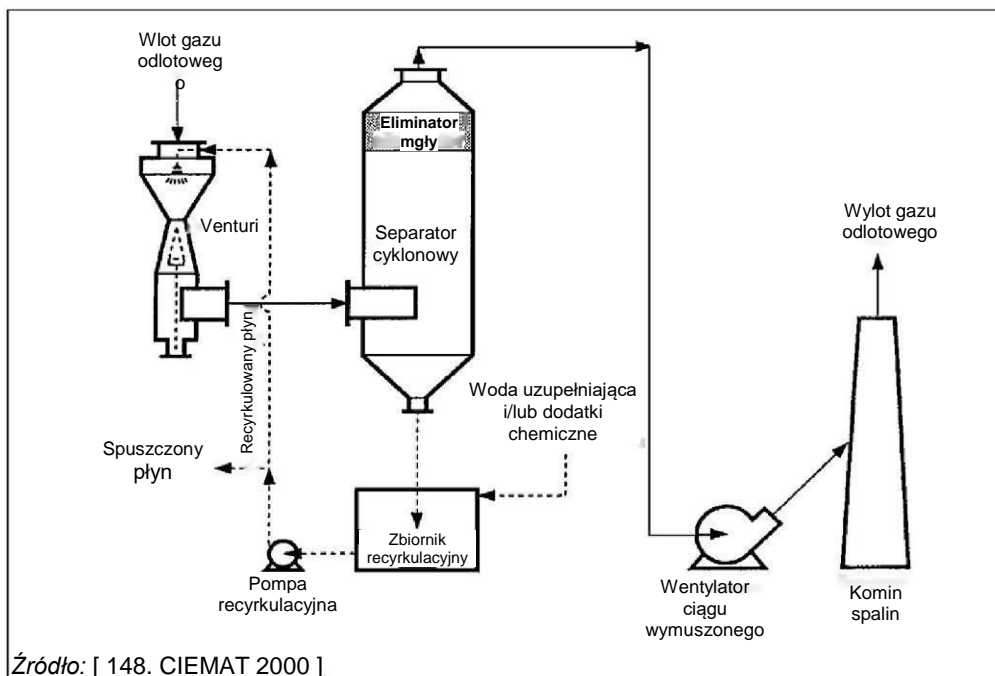 Wlot gazu
odlotoweg
o
Eliminator
mgły
Venturi
Separator
cyklonowy
Wylot gazu
odlotowego
Recyrkulowany płyn
Woda uzupełniająca
i/lub dodatki
chemiczne
Spuszczony
płyn
Zbiornik
recyrkulacyjny
Pompa
recyrkulacyjna
Wentylator
ciągu
wymuszonego
Komin
spalin
Źródło: [ 148. CIEMAT 2000 ]